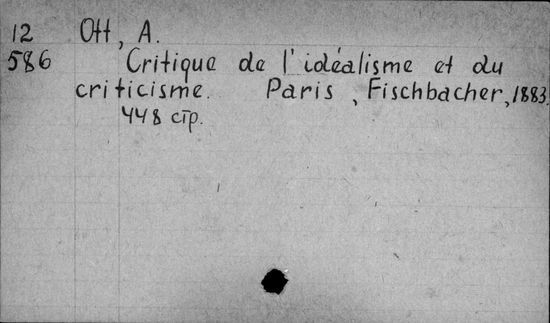 12 Ott, A.
586 Critique de l'idéalisme et du
criticisme. Paris, Fischbacher, 1883.
448 стр.